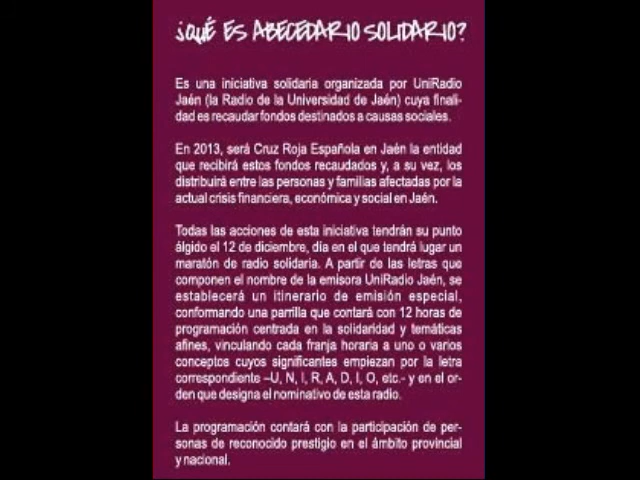 ¿QUÉ ES ABECEDARIO SOLIDARIO?
Es una iniciativa solidaria organizada por UniRadio
Jaén (la Radio de la Universidad de Jaén) cuya finali-
dad es recaudar fondos destinados a causas sociales.
En 2013, será Cruz Roja Española en Jaén la entidad
que recibirá estos fondos recaudados y, a su vez, los
distribuirá entre las personas y familias afectadas por la
actual crisis financiera, económica y social en Jaén.
Todas las acciones de esta iniciativa tendrán su punto
álgido el 12 de diciembre, día en el que tendrá lugar un
maratón de radio solidaria. A partir de las letras que
componen el nombre de la emisora UniRadio Jaén, se
establecerá un itinerario de emisión especial,
conformando una parrilla que contará con 12 horas de
programación centrada en la solidaridad y temáticas
afines, vinculando cada franja horaria a uno o varios
conceptos cuyos significantes empiezan por la letra
correspondiente –U, N, I, R, A, D, I, O, etc.- y en el or-
den que designa el nominativo de esta radio.
La programación contará con la participación de per-
sonas de reconocido prestigio en el ámbito provincial
y nacional.